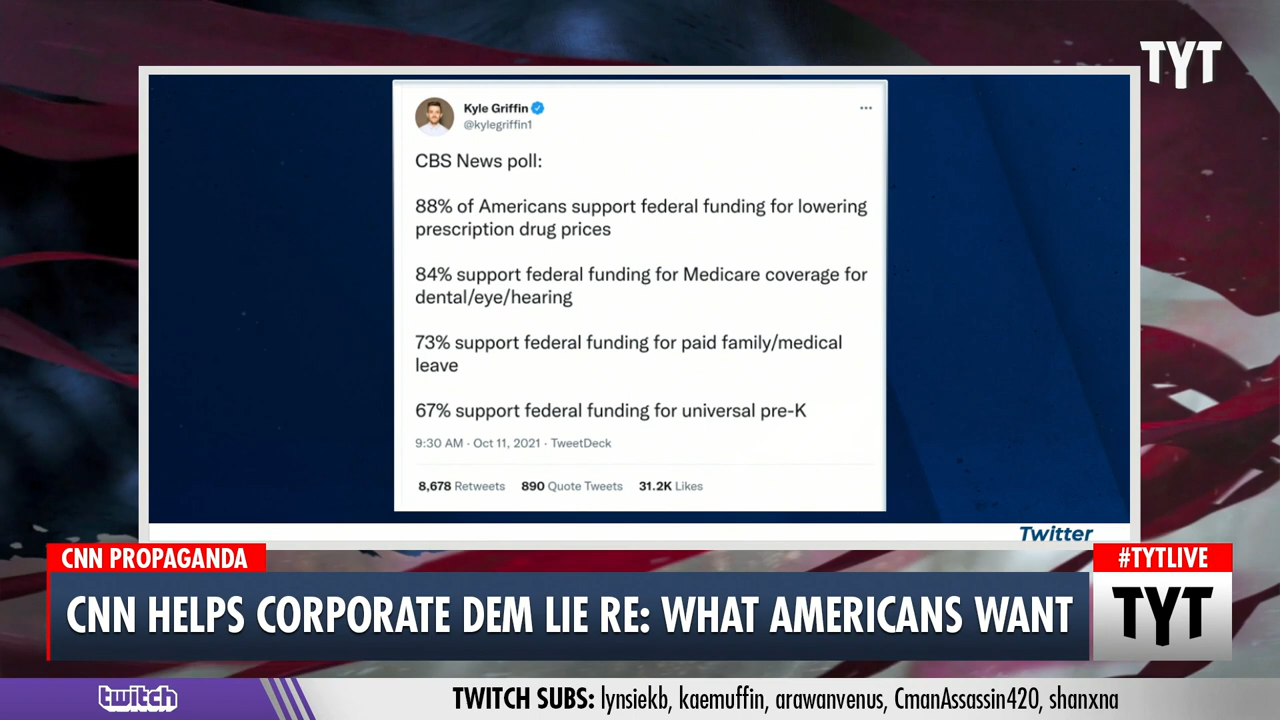 TYT
Kyle Griffin
@kylegriffin1
CBS News poll:
88% of Americans support federal funding for lowering
prescription drug prices
84% support federal funding for Medicare coverage for
dental/eye/hearing
73% support federal funding for paid family/medical
leave
67% support federal funding for universal pre-K
9:30 AM · Oct 11, 2021 · TweetDeck
8,678 Retweets 890 Quote Tweets 31.2K Likes
Twitter
CNN PROPAGANDA
#TYTLIVE
CNN HELPS CORPORATE DEM LIE RE: WHAT AMERICANS WANT
TYT
twitch
TWITCH SUBS: lynsiekb, kaemuffin, arawanvenus, CmanAssassin420, shanxna